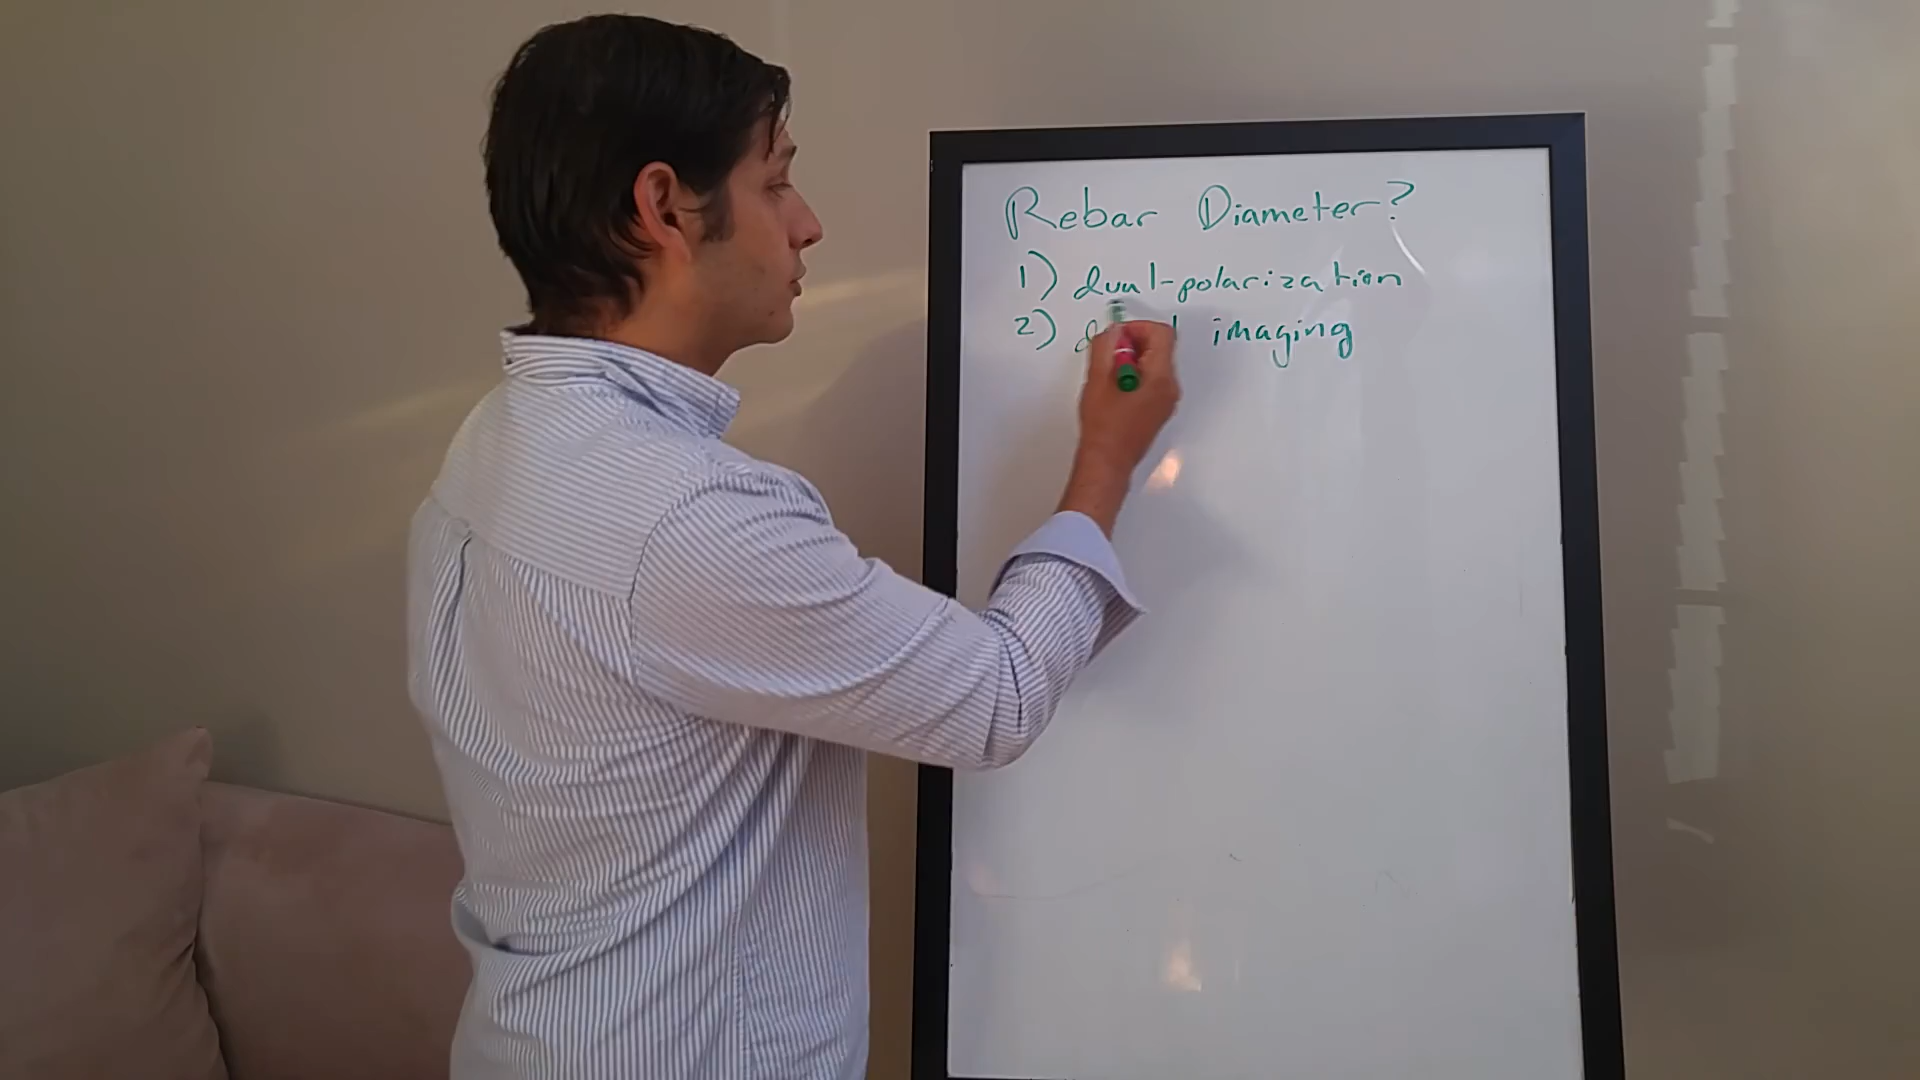 Rebar Diameter?
1) dual-polarization
2) imaging